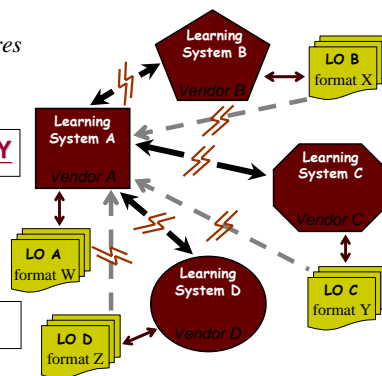 res
Learning
System B
Vendor B
LO B
format X
Learning
System A
Vendor A
Y
Learning
System C
Vendor C
LO A
format W
Learning
System D
Vendor D
LO C
format Y
LO D
format Z